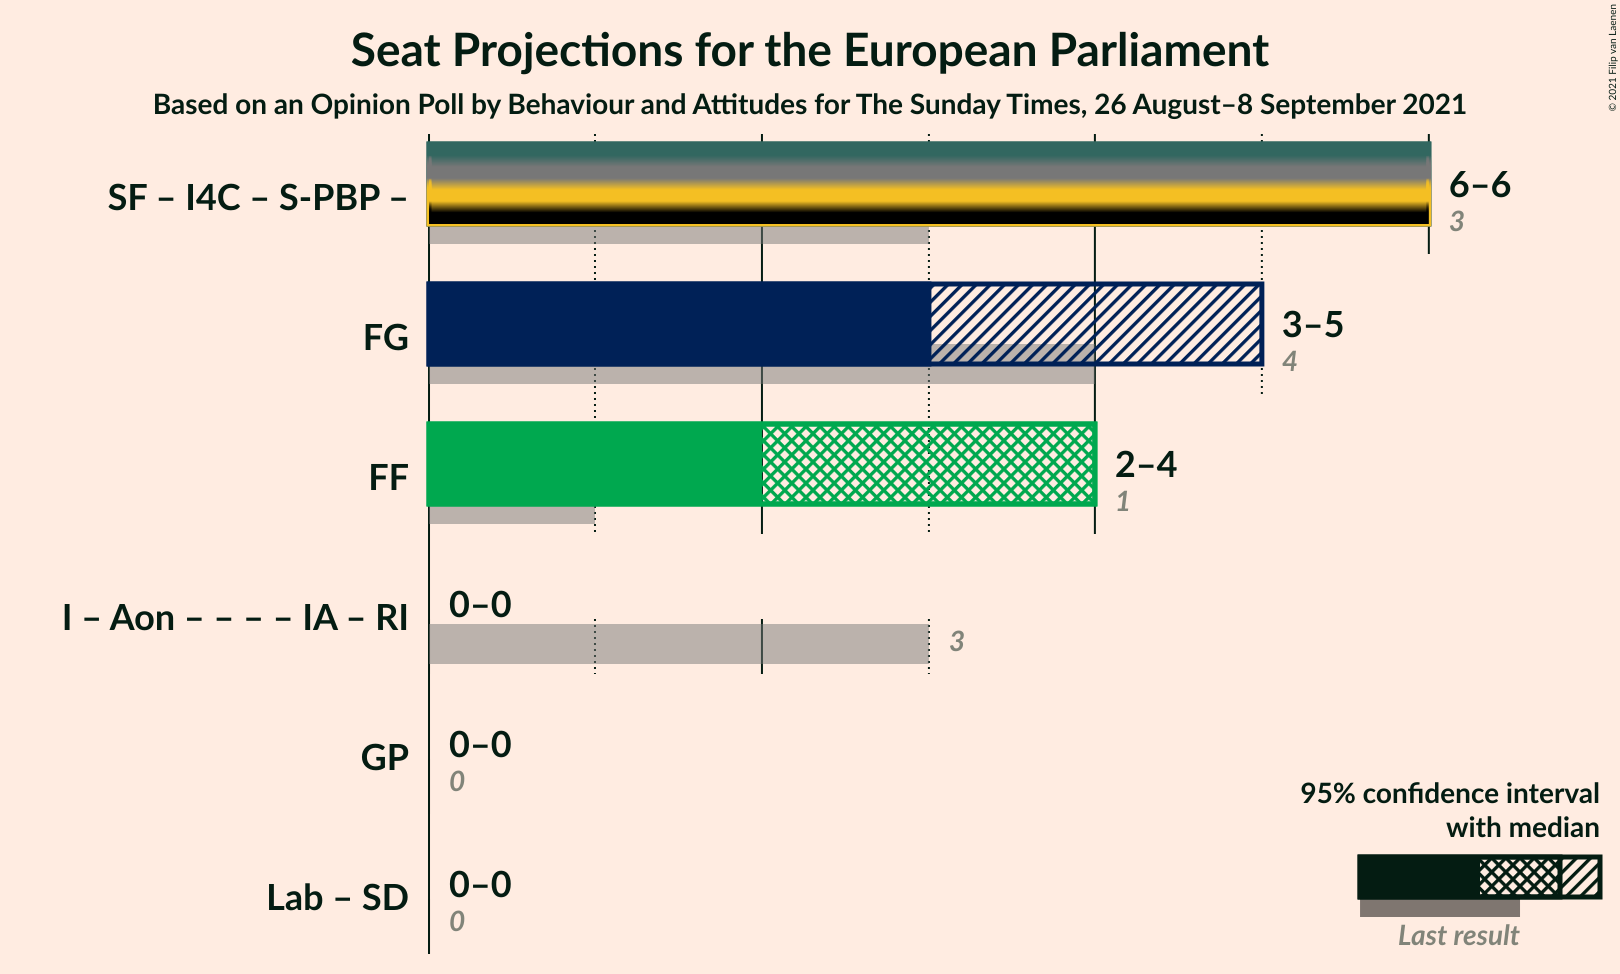 Seat Projections for the European Parliament
Based on an Opinion Poll by Behaviour and Attitudes for The Sunday Times, 26 August–8 September 2021
© 2021 Filip van Laenen
SF – I4C – S-PBP –
6–6
3
FG
3–5
4
FF
2–4
1
I – Aon – – – – IA – RI
0–0
3
GP
0–0
0
Lab – SD
0–0
0
95% confidence interval
with median
Last result